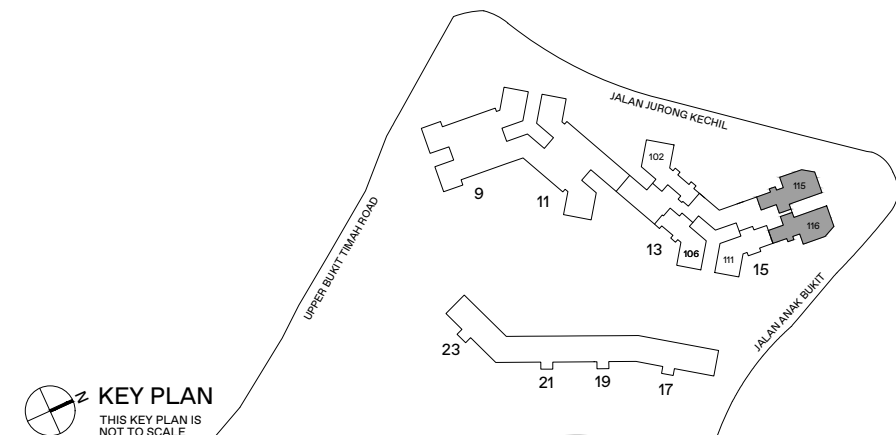 JALAN JURONG KECHIL
102
115
116
9
11
13
106
111
15
UPPER BUKIT TIMAH ROAD
JALAN ANAK BUKIT
23
21
19
17
N
KEY PLAN
THIS KEY PLAN IS
NOT TO SCALE